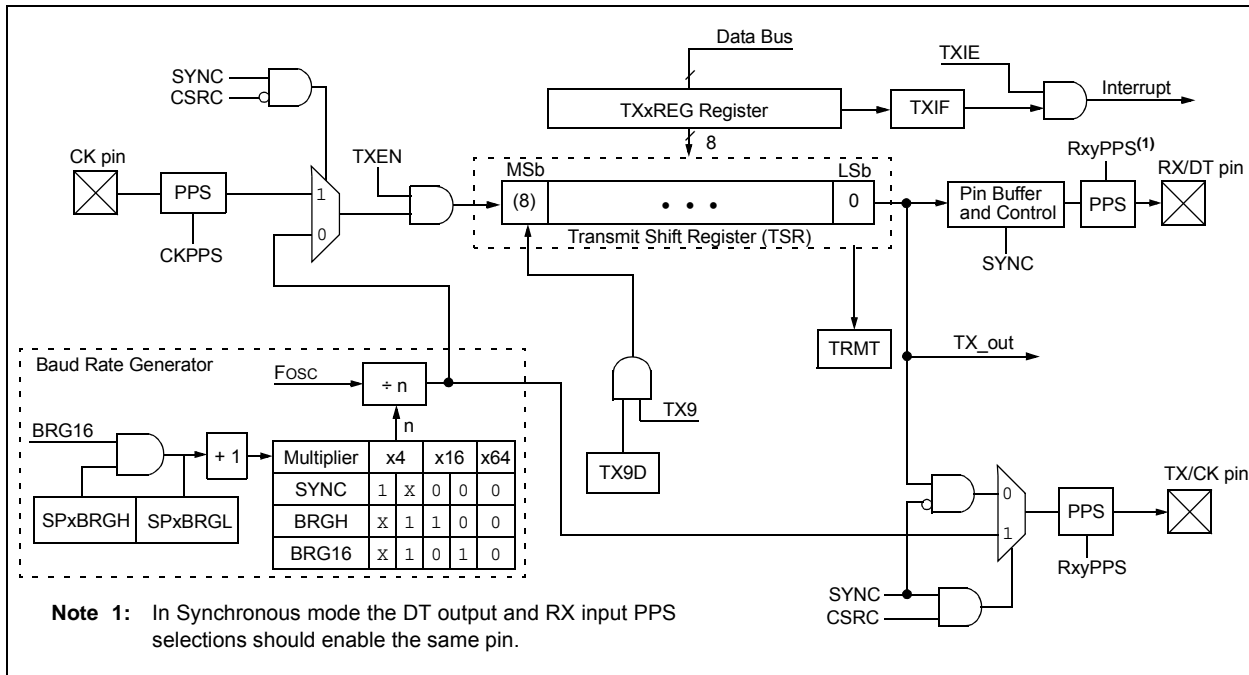 Data Bus
TXIE
SYNC
CSRC
Interrupt
TXxREG Register
TXIF
8
CK pin
TXEN
MSb
LSb
RxyPPS(1)
RX/DT pin
PPS
1
(8)
• • •
0
Pin Buffer
and Control
PPS
0
Transmit Shift Register (TSR)
CKPPS
SYNC
TRMT
TX_out
Baud Rate Generator
FOSC
÷ n
n
TX9
BRG16
+ 1
Multiplier x4 x16 x64
SYNC 1 X 0 0 0
BRGH X 1 1 0 0
BRG16 X 1 0 1 0
SPxBRGH SPxBRGL
TX9D
TX/CK pin
0
1
PPS
RxyPPS
SYNC
CSRC
Note 1: In Synchronous mode the DT output and RX input PPS
selections should enable the same pin.